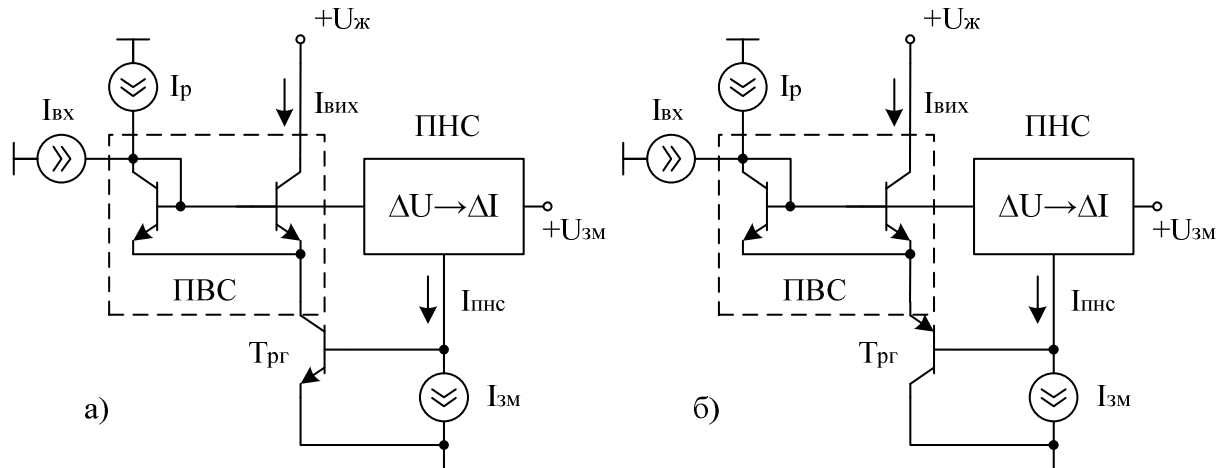 +Uж
Iр
Iвх
Iвих
ПНС
ΔU→ΔI
+Uзм
ПВС
Iпнс
Tрг
Iзм
а)
+Uж
Iр
Iвх
Iвих
ПНС
ΔU→ΔI
+Uзм
ПВС
Iпнс
Tрг
Iзм
б)